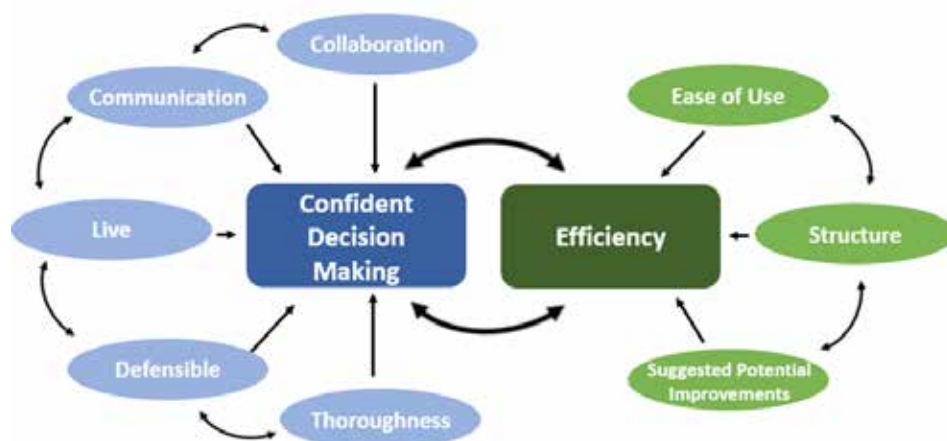 Collaboration
Communication
Ease of Use
Live
Confident
Decision
Making
Efficiency
Structure
Defensible
Suggested Potential
Improvements
Thoroughness